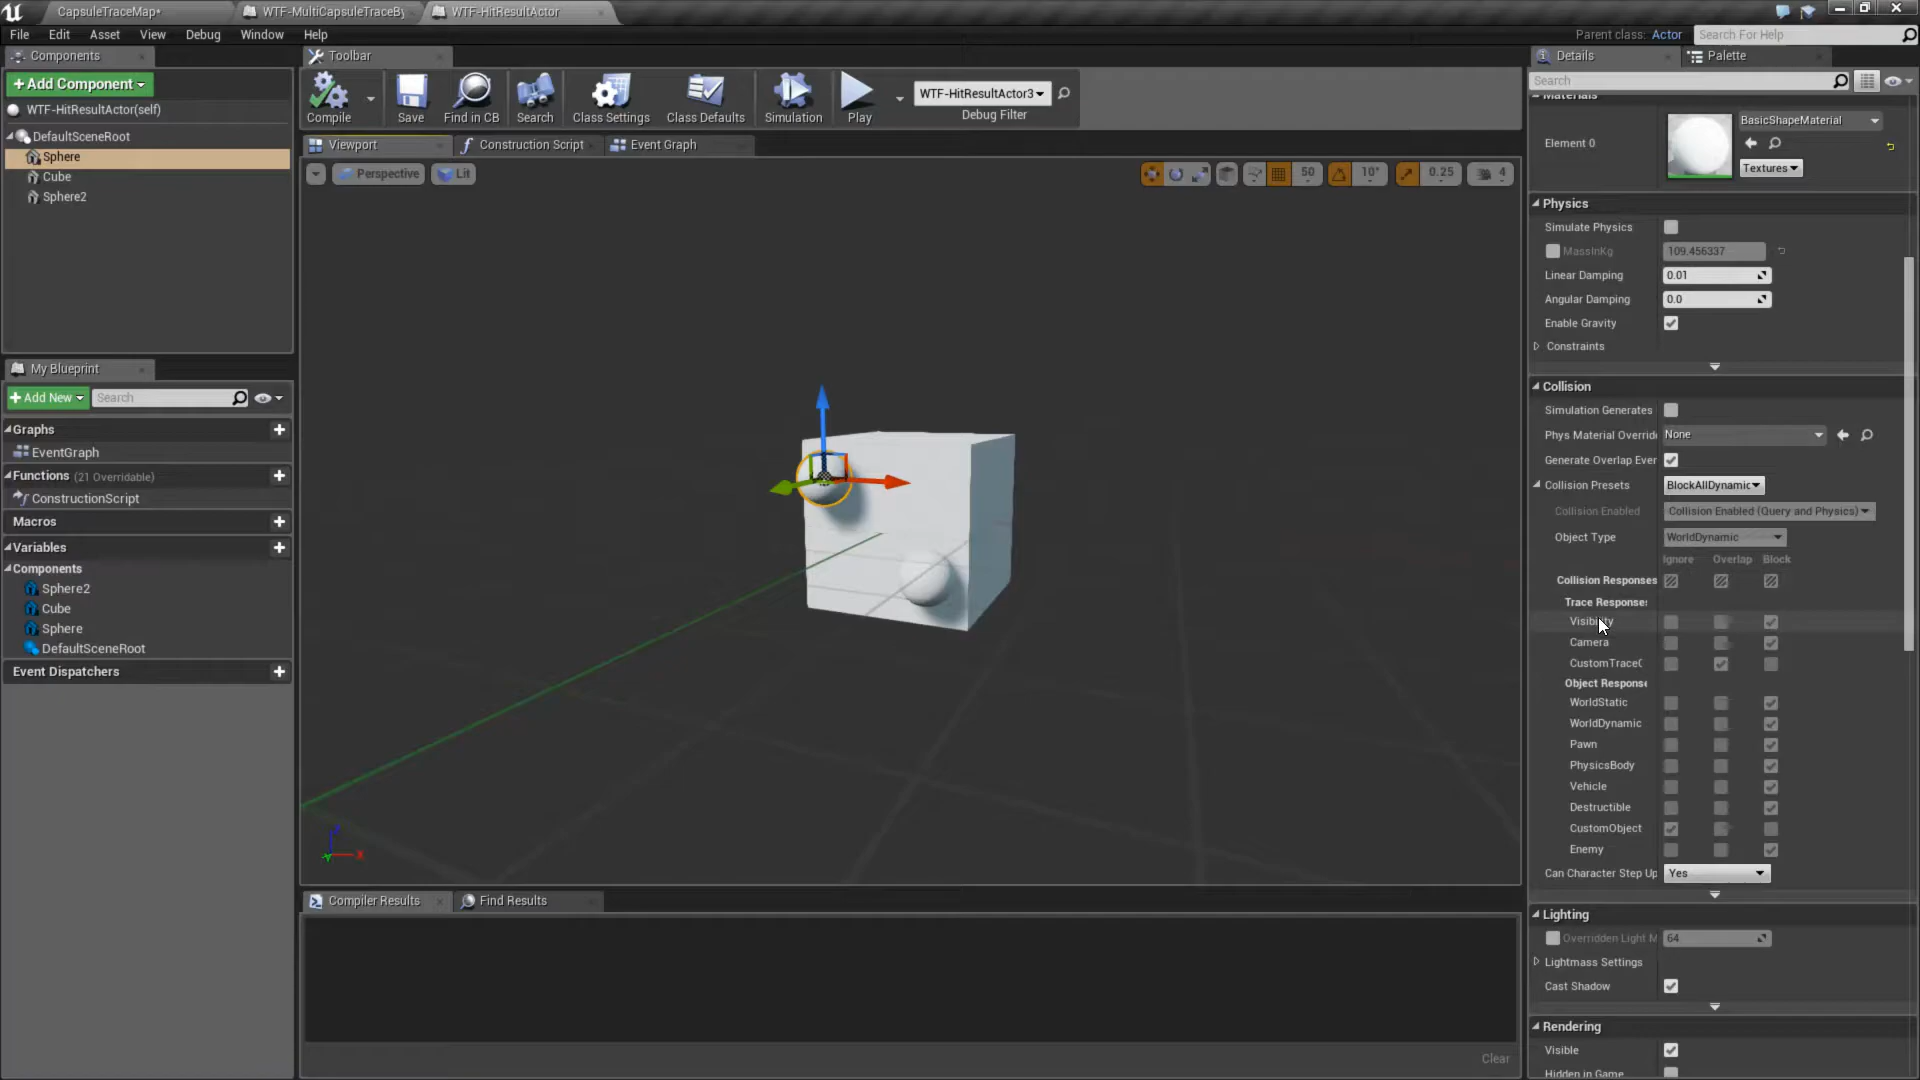 CapsuleTraceMap*
WTF-MultiCapsuleTraceBy
WTF-HitResultActor
File Edit Asset View Debug Window Help
Parent class: Actor
Search For Help
Components
+Add Component
WTF-HitResultActor(self)
DefaultSceneRoot
Sphere
Cube
Sphere2
My Blueprint
+Add New
Search
Graphs
EventGraph
Functions (21 Overridable)
ConstructionScript
Macros
Variables
Components
Sphere2
Cube
Sphere
DefaultSceneRoot
Event Dispatchers
Toolbar
Compile
Save
Find in CB
Search
Class Settings
Class Defaults
Simulation
Play
WTF-HitResultActor3
Debug Filter
Viewport
Construction Script
Event Graph
Perspective
Lit
50
10°
0.25
4
X
Compiler Results
Find Results
Clear
Details
Palette
Search
Materials
Element 0
BasicShapeMaterial
Textures
Physics
Simulate Physics
MassInKg 109.456337
Linear Damping 0.01
Angular Damping 0.0
Enable Gravity
Constraints
Collision
Simulation Generates
Phys Material Overrid None
Generate Overlap Ever
Collision Presets BlockAllDynamic
Collision Enabled Collision Enabled (Query and Physics)
Object Type WorldDynamic
Ignore Overlap Block
Collision Responses
Trace Responses
Visibility
Camera
CustomTraceC
Object Response
WorldStatic
WorldDynamic
Pawn
PhysicsBody
Vehicle
Destructible
CustomObject
Enemy
Can Character Step Up Yes
Lighting
Overridden Light M 64
Lightmass Settings
Cast Shadow
Rendering
Visible
Hidden in Game